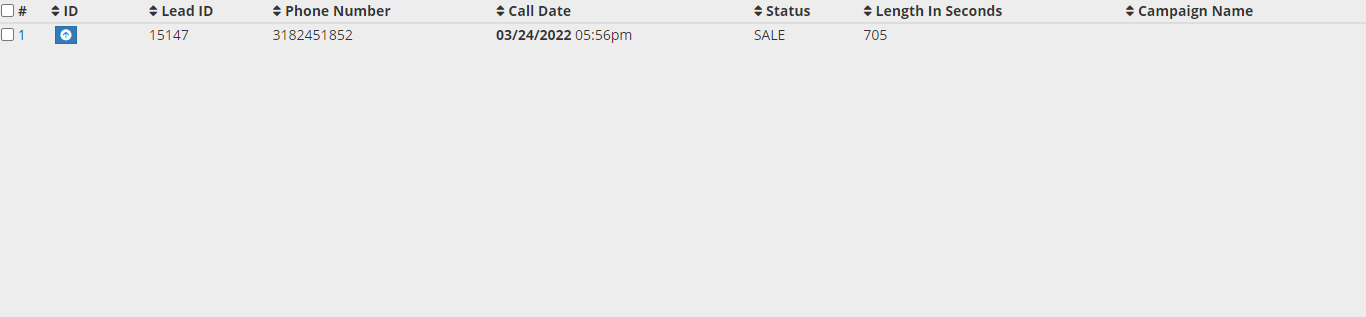 # ID Lead ID Phone Number Call Date Status Length In Seconds Campaign Name
1 15147 3182451852 03/24/2022 05:56pm SALE 705